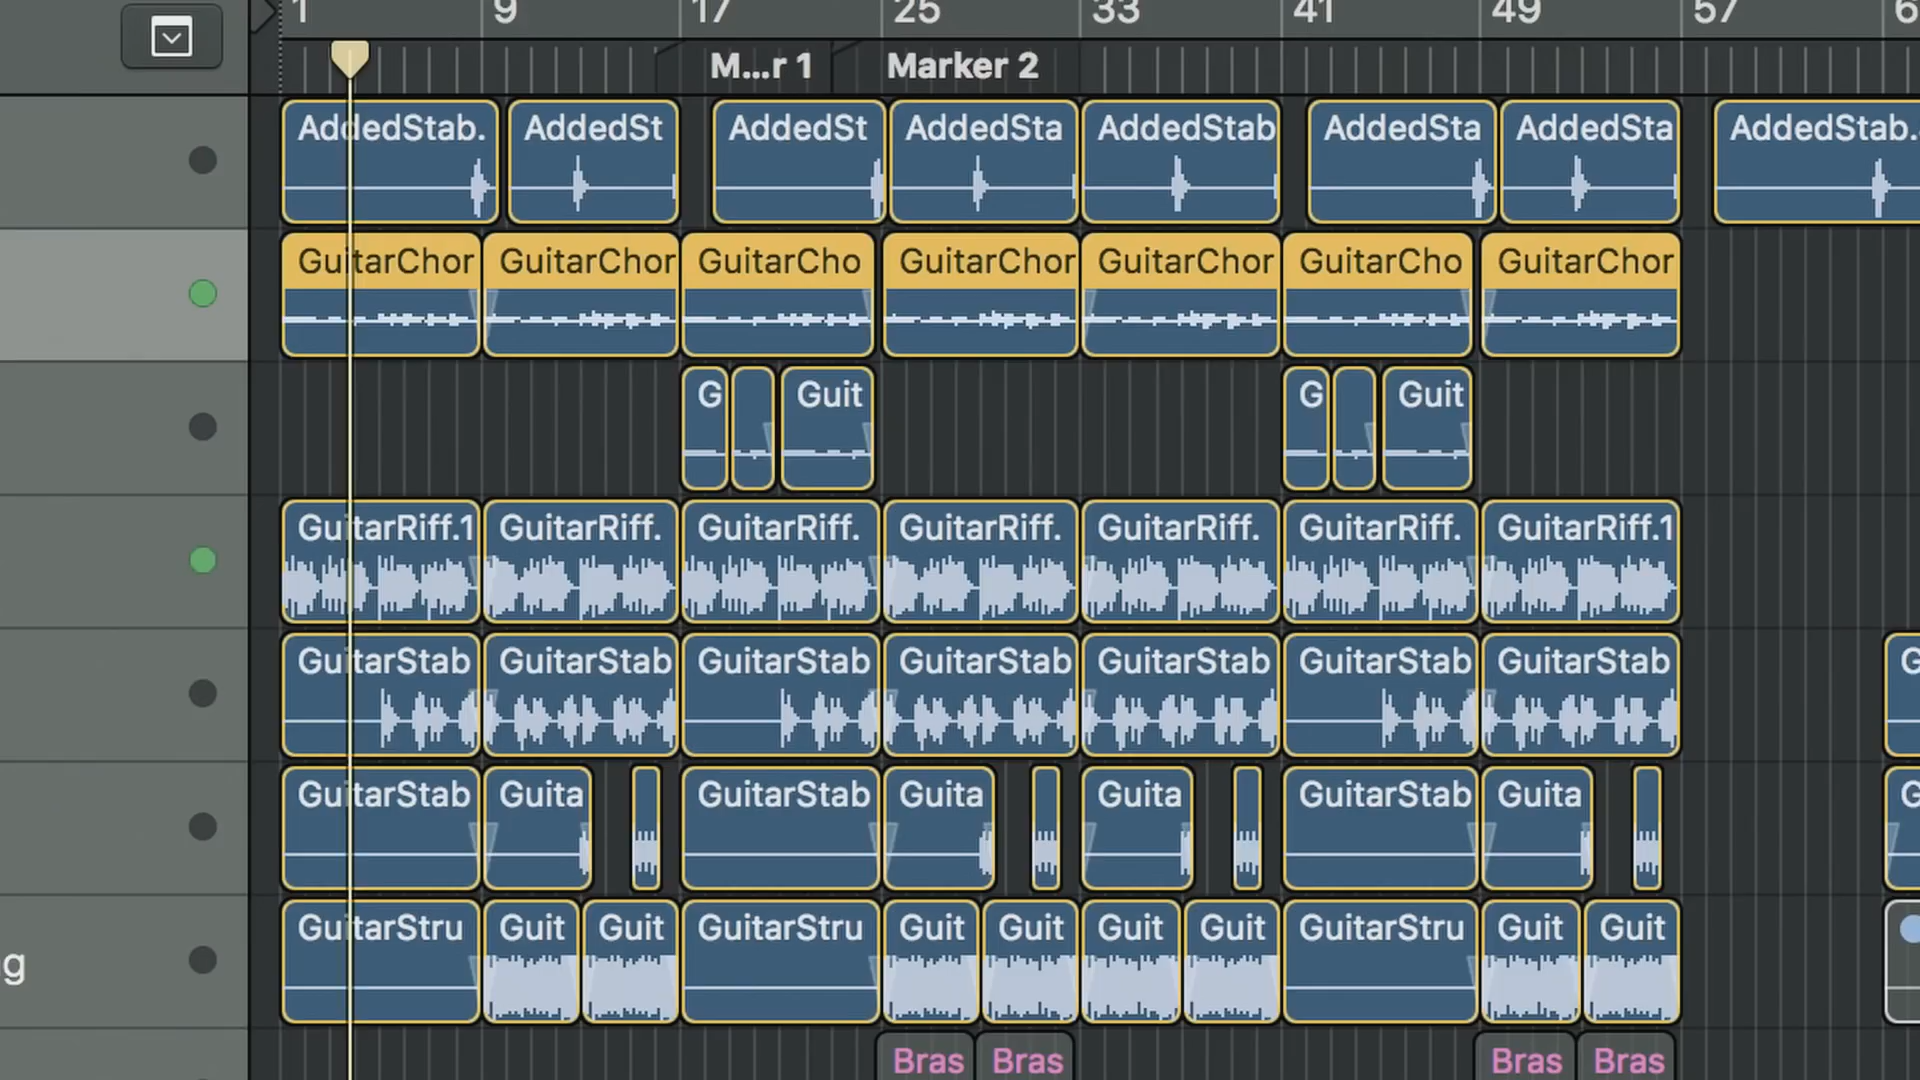 1 9 17 25 33 41 49 57 6
M...r 1 Marker 2
AddedStab. AddedSt AddedSt AddedSta AddedStab AddedSta AddedSta AddedStab.
GuitarChor GuitarChor GuitarCho GuitarChor GuitarChor GuitarCho GuitarChor
G Guit G Guit
GuitarRiff.1 GuitarRiff. GuitarRiff. GuitarRiff. GuitarRiff. GuitarRiff. GuitarRiff.1
GuitarStab GuitarStab GuitarStab GuitarStab GuitarStab GuitarStab GuitarStab G
GuitarStab Guita GuitarStab Guita Guita GuitarStab Guita G
g GuitarStru Guit Guit GuitarStru Guit Guit Guit Guit GuitarStru Guit Guit
Bras Bras Bras Bras